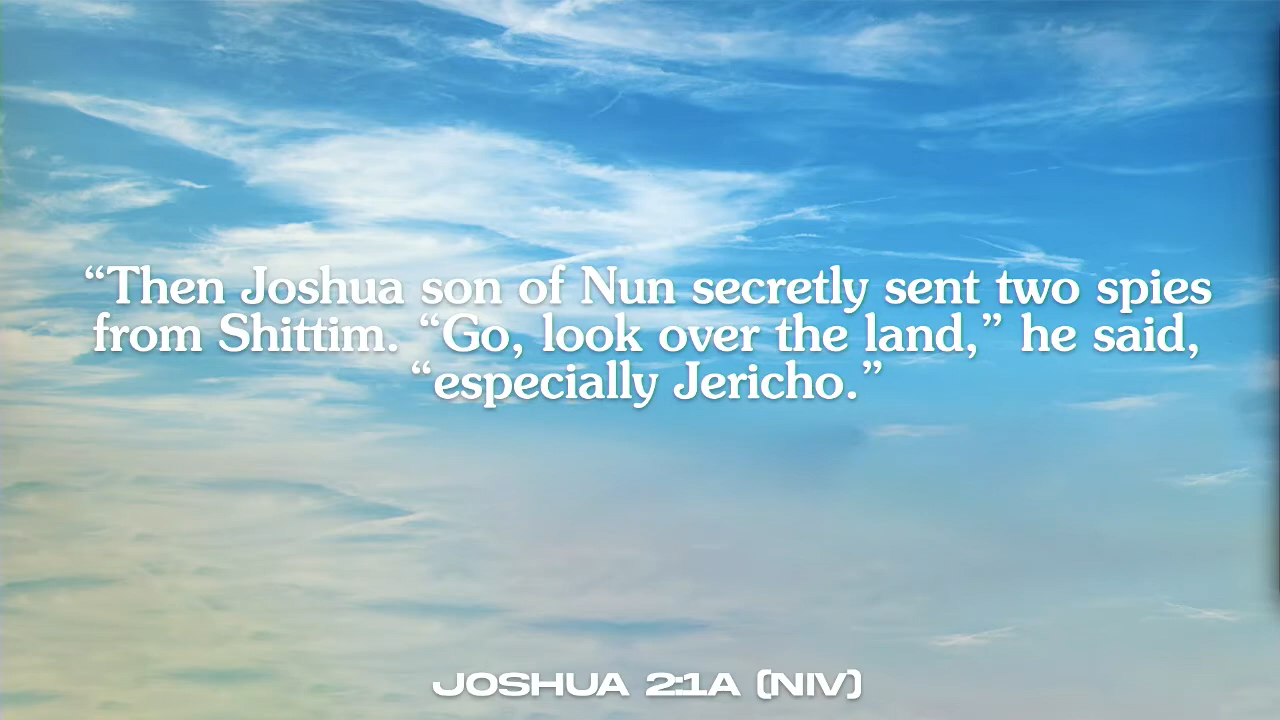 “Then Joshua son of Nun secretly sent two spies
from Shittim. “Go, look over the land,” he said,
“especially Jericho.”
JOSHUA 2:1A (NIV)